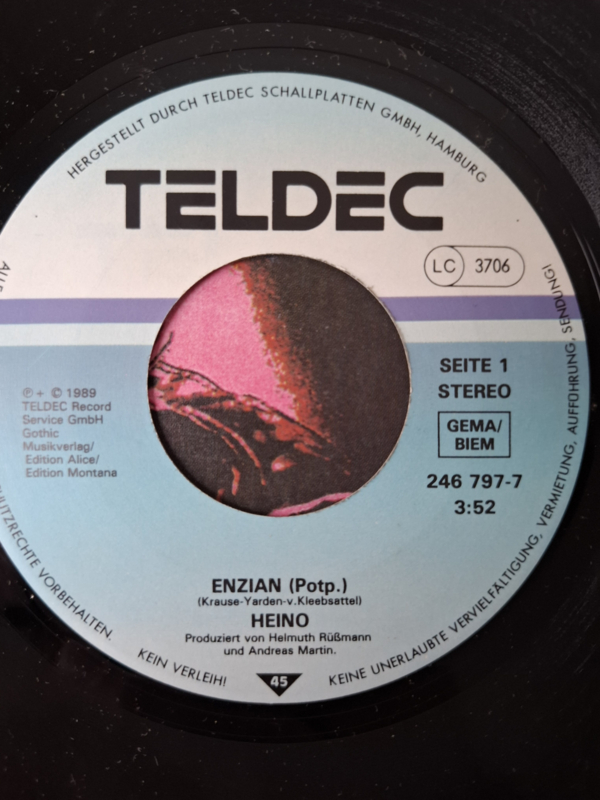 HERGESTELLT DURCH TELDEC SCHALLPLATTEN GMBH, HAMBURG
TELDEC
LC 3706
SEITE 1
STEREO
GEMA/
BIEM
246 797-7
3:52
℗ + © 1989
TELDEC Record
Service GmbH
Gothic
Musikverlag/
Edition Alice/
Edition Montana
ENZIAN (Potp.)
(Krause-Yarden-v.Kleebsattel)
HEINO
Produziert von Helmuth Rüßmann
und Andreas Martin.
45
VORBEHALTEN.
KEIN VERLEIH!
KEINE UNERLAUBTE VERVIELFÄLTIGUNG, VERMIETUNG, AUFFÜHRUNG, SENDUNG!